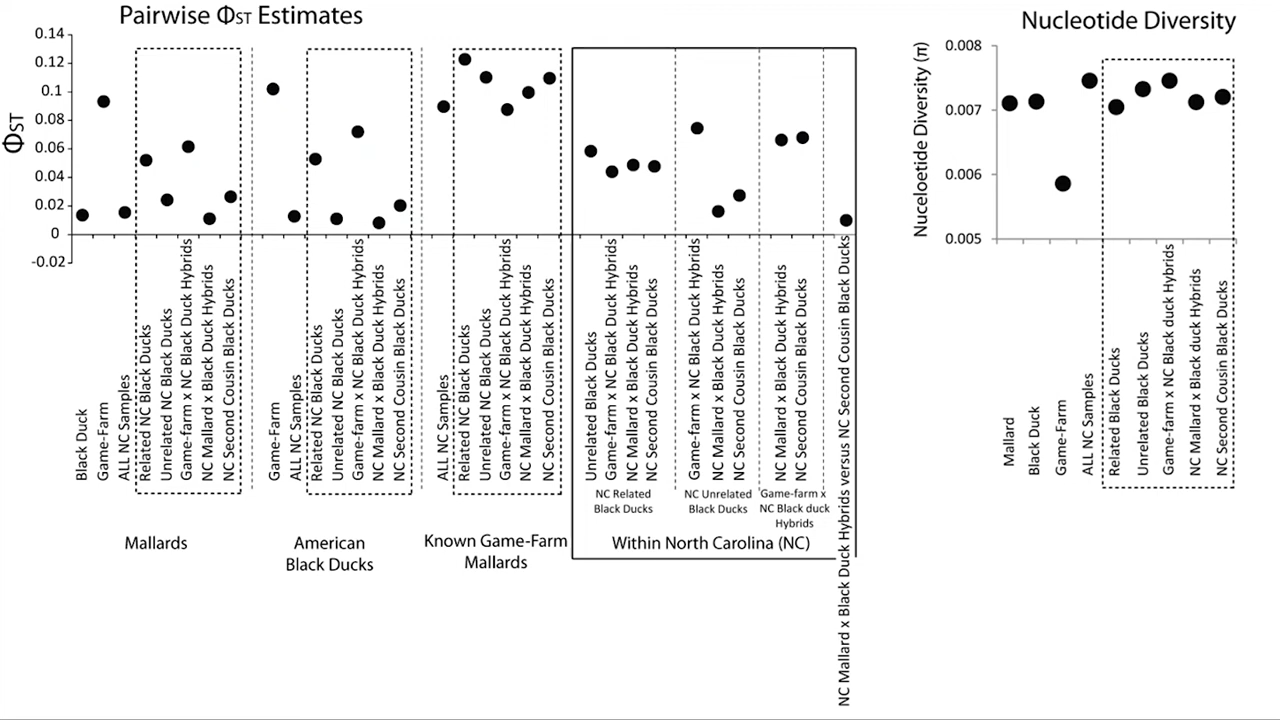 Pairwise ΦST Estimates
ΦST
0.14
0.12
0.1
0.08
0.06
0.04
0.02
0
-0.02
Black Duck
Game-Farm
ALL NC Samples
Related NC Black Ducks
Unrelated NC Black Ducks
Game-farm x NC Black Duck Hybrids
NC Mallard x Black Duck Hybrids
NC Second Cousin Black Ducks
Game-Farm
ALL NC Samples
Related NC Black Ducks
Unrelated NC Black Ducks
Game-farm x NC Black Duck Hybrids
NC Mallard x Black Duck Hybrids
NC Second Cousin Black Ducks
ALL NC Samples
Related NC Black Ducks
Unrelated NC Black Ducks
Game-farm x NC Black Duck Hybrids
NC Mallard x Black Duck Hybrids
NC Second Cousin Black Ducks
Unrelated Black Ducks
Game-farm x NC Black Duck Hybrids
NC Mallard x Black Duck Hybrids
NC Second Cousin Black Ducks
Game-farm x NC Black Duck Hybrids
NC Mallard x Black Duck Hybrids
NC Second Cousin Black Ducks
NC Mallard x Black Duck Hybrids
NC Second Cousin Black Ducks
NC Mallard x Black Duck Hybrids versus NC Second Cousin Black Ducks
NC Related
Black Ducks
NC Unrelated
Black Ducks
Game-farm x
NC Black duck
Hybrids
Mallards
American
Black Ducks
Known Game-Farm
Mallards
Within North Carolina (NC)
Nucleotide Diversity
Nuceloetide Diversity (π)
0.008
0.007
0.006
0.005
Mallard
Black Duck
Game-Farm
ALL NC Samples
Related Black Ducks
Unrelated Black Ducks
Game-farm x NC Black duck Hybrids
NC Mallard x Black duck Hybrids
NC Second Cousin Black Ducks